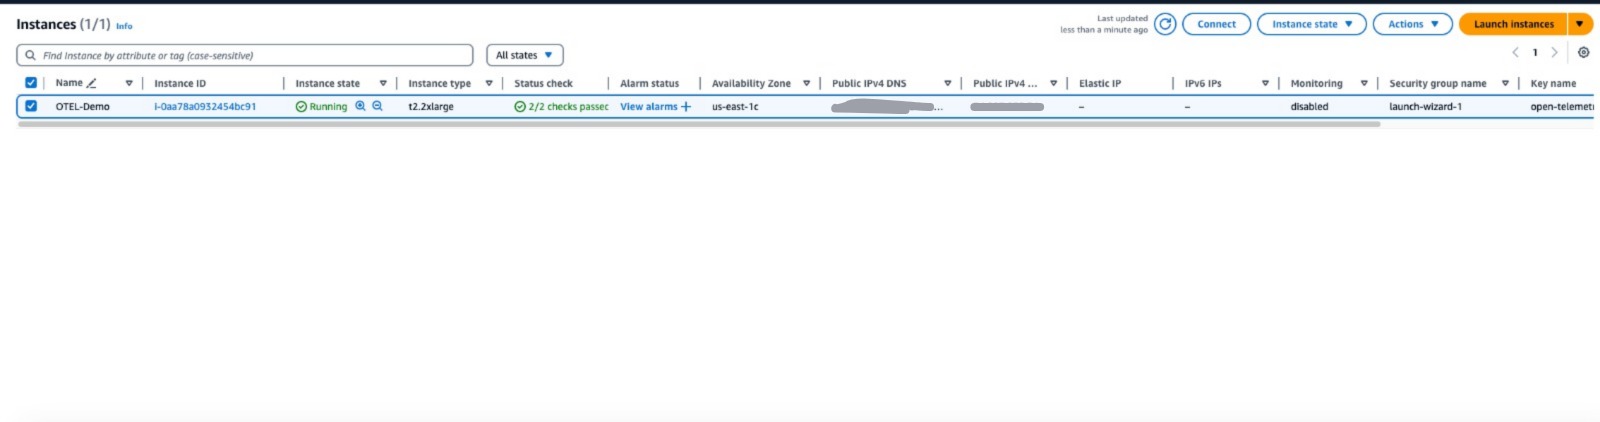 Instances (1/1) Info
Last updated
less than a minute ago
Connect
Instance state
Actions
Launch instances
Find Instance by attribute or tag (case-sensitive)
All states
1
Name Instance ID Instance state Instance type Status check Alarm status Availability Zone Public IPv4 DNS Public IPv4 ... Elastic IP IPv6 IPs Monitoring Security group name Key name
OTEL-Demo i-0aa78a0932454bc91 Running t2.2xlarge 2/2 checks passec View alarms + us-east-1c ... – – disabled launch-wizard-1 open-telemetr